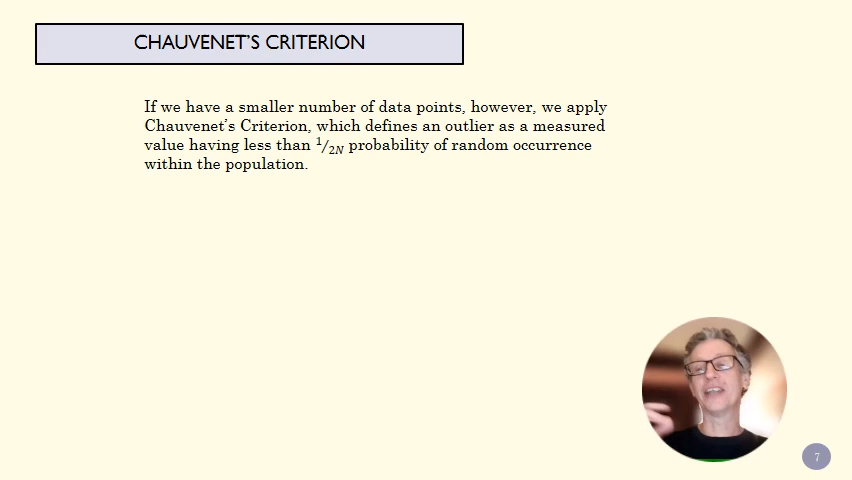 CHAUVENET’S CRITERION
If we have a smaller number of data points, however, we apply
Chauvenet’s Criterion, which defines an outlier as a measured
value having less than 1/2N probability of random occurrence
within the population.
7